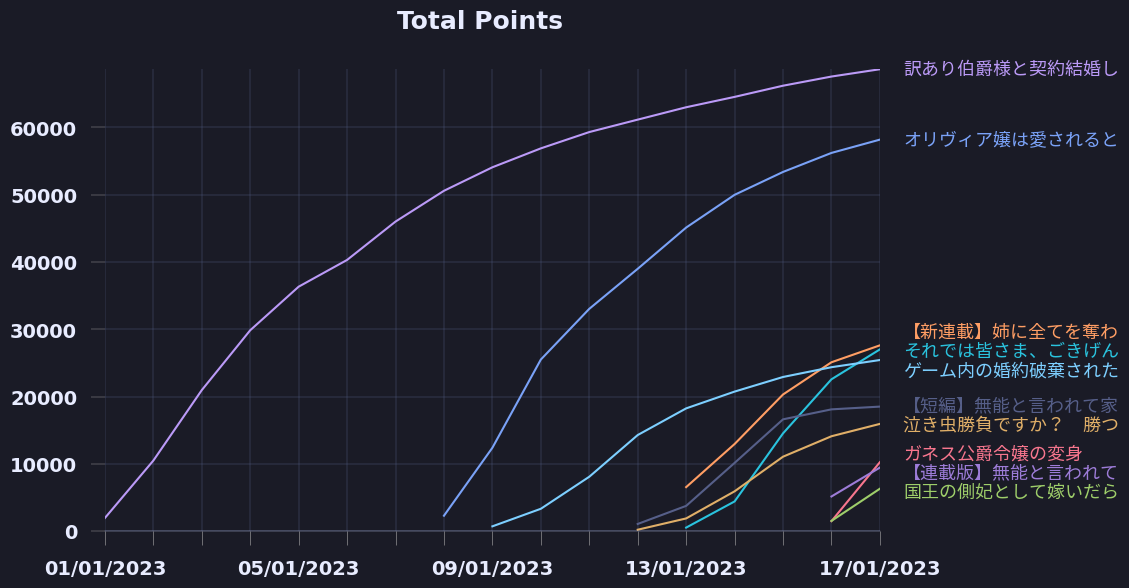 Total Points
訳あり伯爵様と契約結婚し
オリヴィア嬢は愛されると
【新連載】姉に全てを奪わ
それでは皆さま、ごきげん
ゲーム内の婚約破棄された
【短編】無能と言われて家
泣き虫勝負ですか？　勝つ
ガネス公爵令嬢の変身
【連載版】無能と言われて
国王の側妃として嫁いだら
60000
50000
40000
30000
20000
10000
0
01/01/2023
05/01/2023
09/01/2023
13/01/2023
17/01/2023